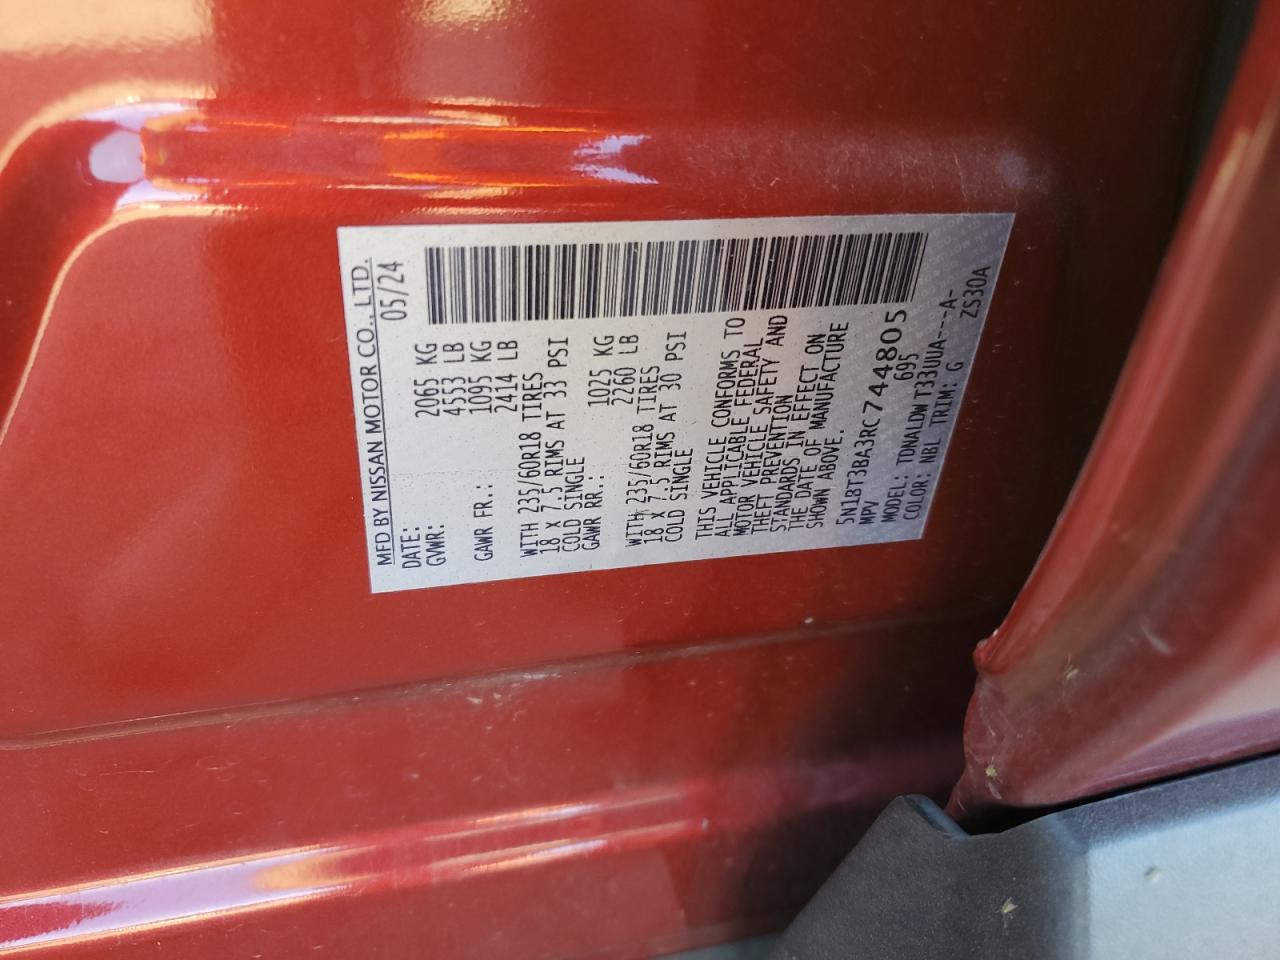 MFD BY NISSAN MOTOR CO., LTD.
DATE: 05/24
GVWR: 2065 KG
4553 LB
GAWR FR.: 1095 KG
2414 LB
WITH 235/60R18 TIRES
18 X 7.5 RIMS AT 33 PSI
COLD SINGLE
GAWR RR.: 1025 KG
2260 LB
WITH 235/60R18 TIRES
18 X 7.5 RIMS AT 30 PSI
COLD SINGLE
THIS VEHICLE CONFORMS TO
ALL APPLICABLE FEDERAL
MOTOR VEHICLE SAFETY AND
THEFT PREVENTION
STANDARDS IN EFFECT ON
THE DATE OF MANUFACTURE
SHOWN ABOVE.
5N1BT3BA3RC744805
MPV 695
MODEL: TDNALDW T33UUA---A-
COLOR: NBL TRIM: G ZS30A